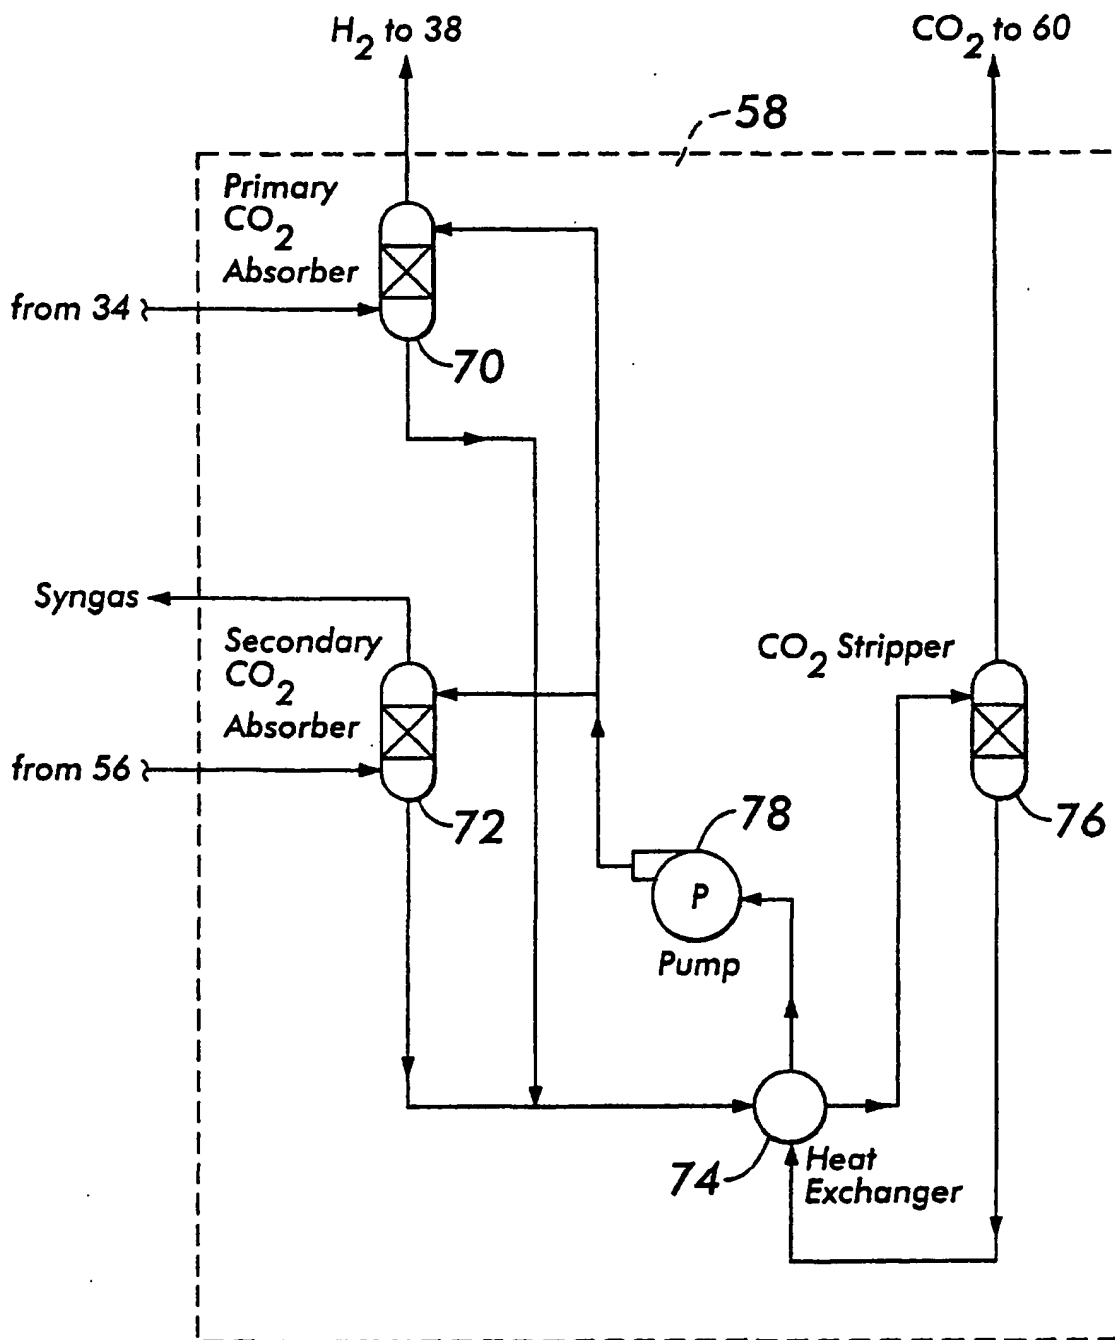 H2 to 38
CO2 to 60
58
Primary
CO2
Absorber
from 34
70
Syngas
Secondary
CO2
Absorber
CO2 Stripper
from 56
72
78
76
P
Pump
74
Heat
Exchanger